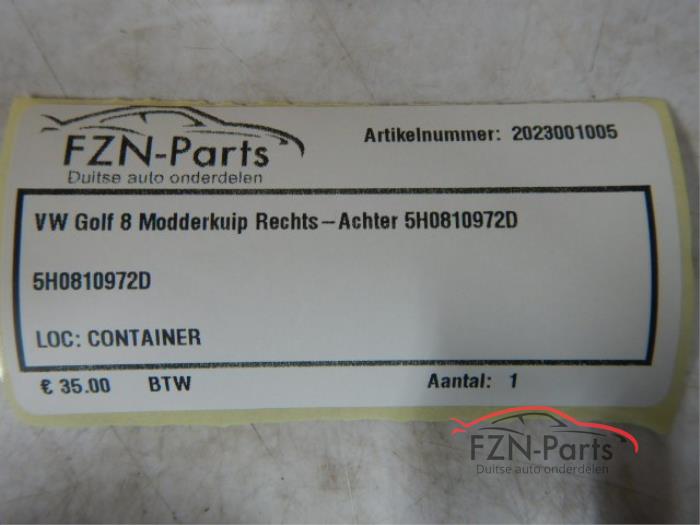 FZN-Parts
Duitse auto onderdelen
Artikelnummer: 2023001005
VW Golf 8 Modderkuip Rechts-Achter 5H0810972D
5H0810972D
LOC: CONTAINER
€ 35.00 BTW Aantal: 1
FZN-Parts
Duitse auto onderdelen